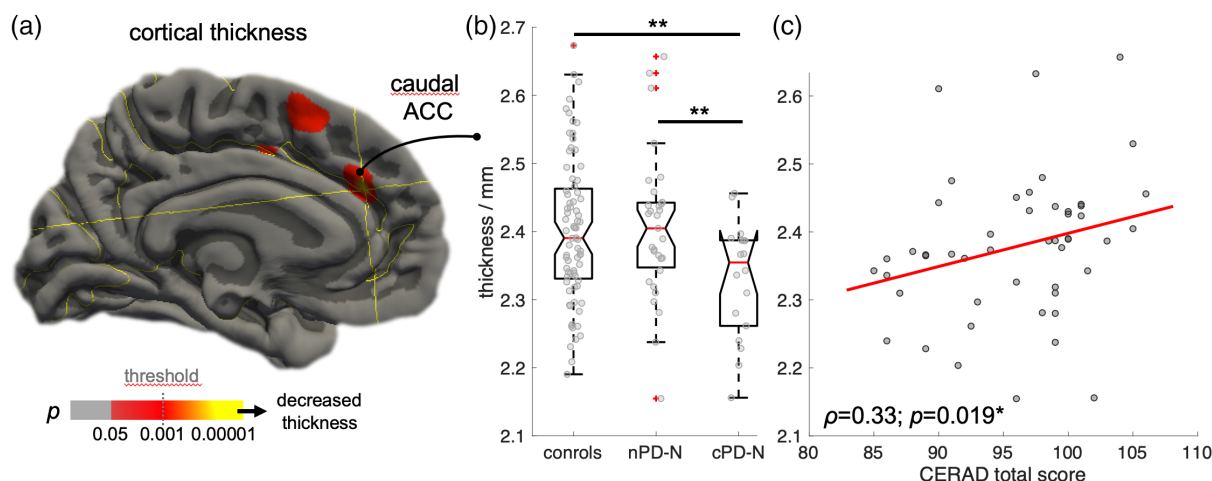 (a)
cortical thickness
caudal
ACC
threshold
p
0.05
0.001
0.00001
decreased
thickness
(b)
**
**
thickness / mm
2.7
2.6
2.5
2.4
2.3
2.2
2.1
conrols
nPD-N
cPD-N
(c)
2.6
2.5
2.4
2.3
2.2
2.1
ρ=0.33; p=0.019*
80
85
90
95
100
105
110
CERAD total score